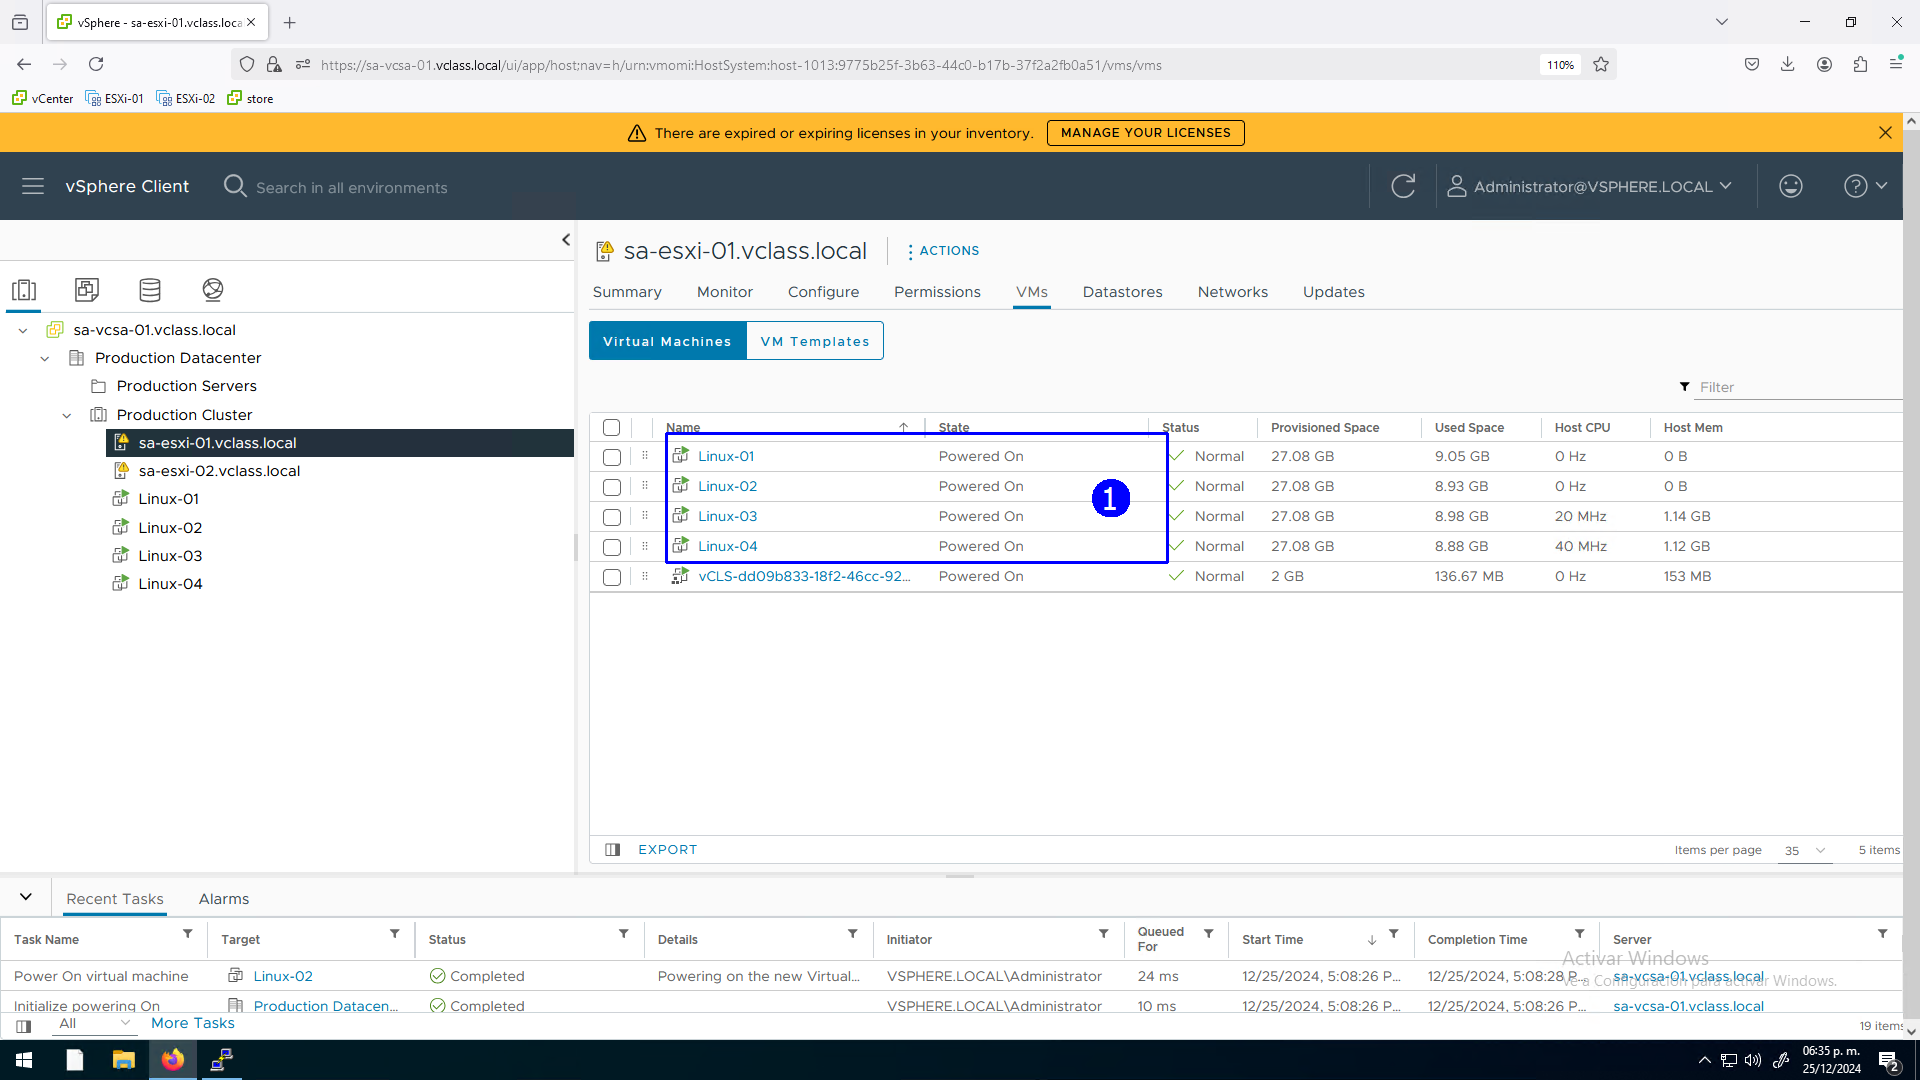 vSphere - sa-esxi-01.vclass.loca
https://sa-vcsa-01.vclass.local/ui/app/host;nav=h/urn:vmomi:HostSystem:host-1013:9775b25f-3b63-44c0-b17b-37f2a2fb0a51/vms/vms
110%
vCenter ESXi-01 ESXi-02 store
There are expired or expiring licenses in your inventory. MANAGE YOUR LICENSES
vSphere Client Search in all environments Administrator@VSPHERE.LOCAL
sa-esxi-01.vclass.local ACTIONS
Summary Monitor Configure Permissions VMs Datastores Networks Updates
Virtual Machines VM Templates
Filter
sa-vcsa-01.vclass.local
Production Datacenter
Production Servers
Production Cluster
sa-esxi-01.vclass.local
sa-esxi-02.vclass.local
Linux-01
Linux-02
Linux-03
Linux-04
Name State Status Provisioned Space Used Space Host CPU Host Mem
Linux-01 Powered On Normal 27.08 GB 9.05 GB 0 Hz 0 B
Linux-02 Powered On Normal 27.08 GB 8.93 GB 0 Hz 0 B
Linux-03 Powered On Normal 27.08 GB 8.98 GB 20 MHz 1.14 GB
Linux-04 Powered On Normal 27.08 GB 8.88 GB 40 MHz 1.12 GB
vCLS-dd09b833-18f2-46cc-92... Powered On Normal 2 GB 136.67 MB 0 Hz 153 MB
1
EXPORT Items per page 35 5 items
Recent Tasks Alarms
Task Name Target Status Details Initiator Queued For Start Time Completion Time Server
Activar Windows
Power On virtual machine Linux-02 Completed Powering on the new Virtual... VSPHERE.LOCAL\Administrator 24 ms 12/25/2024, 5:08:26 P... 12/25/2024, 5:08:28 P... sa-vcsa-01.vclass.local
Ve a Configuración para activar Windows.
Initialize powering On Production Datacen... Completed VSPHERE.LOCAL\Administrator 10 ms 12/25/2024, 5:08:26 P... 12/25/2024, 5:08:26 P... sa-vcsa-01.vclass.local
All More Tasks
19 items
06:35 p. m.
25/12/2024
2